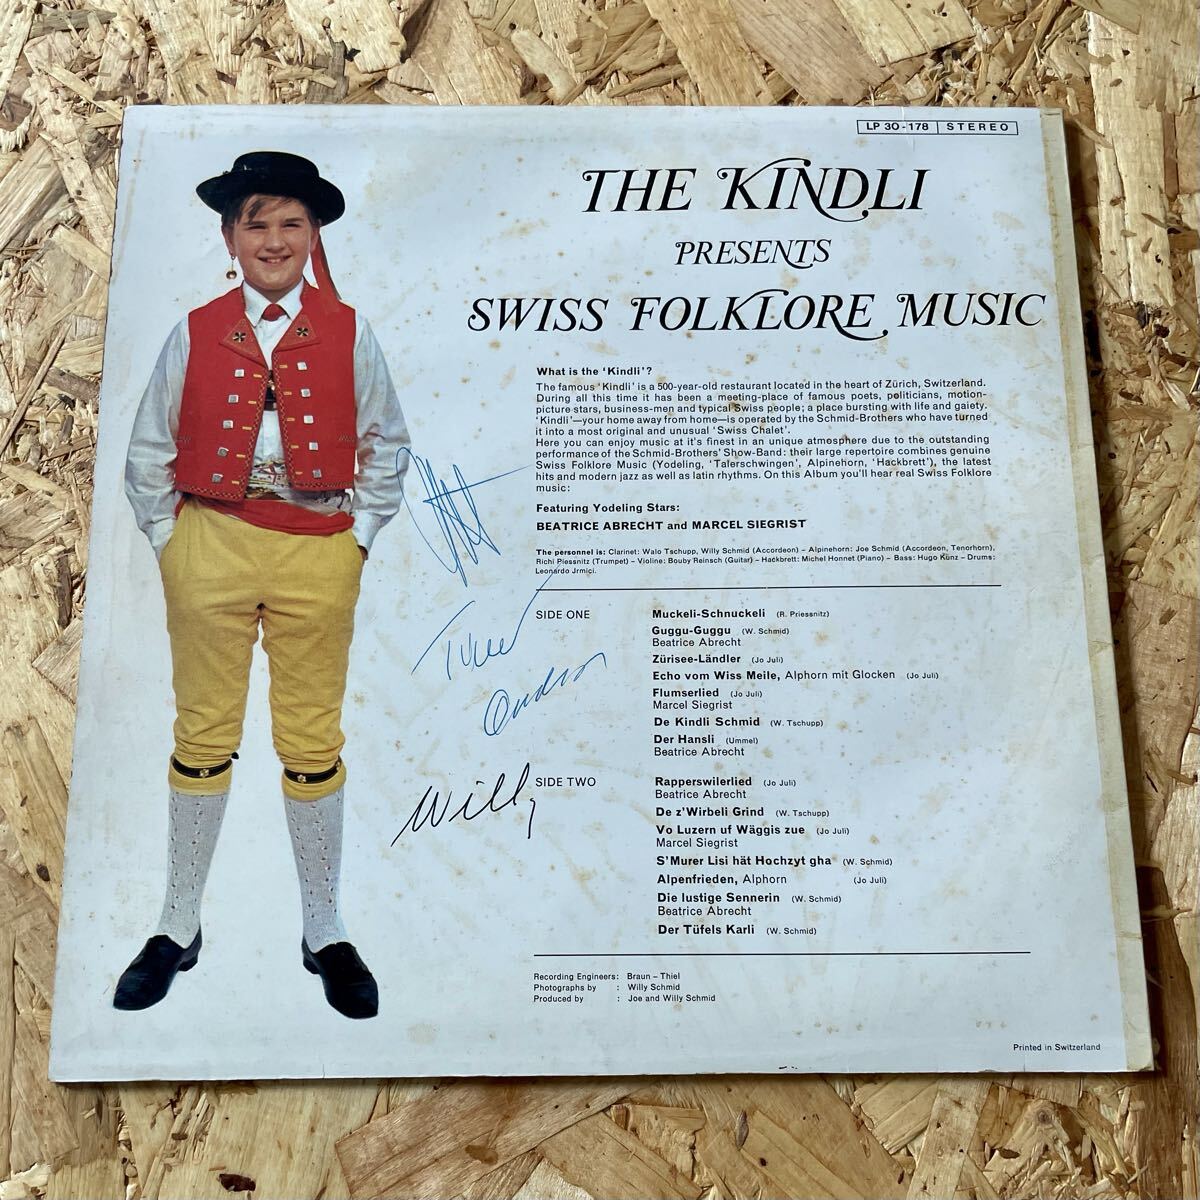 LP 30-178 STEREO
THE KINDLI
PRESENTS
SWISS FOLKLORE MUSIC
What is the 'Kindli'?
The famous 'Kindli' is a 500-year-old restaurant located in the heart of Zürich, Switzerland.
During all this time it has been a meeting-place of famous poets, politicians, motion-
picture stars, business-men and typical Swiss people; a place bursting with life and gaiety.
'Kindli'—your home away from home—is operated by the Schmid-Brothers who have turned
it into a most original and unusual 'Swiss Chalet'.
Here you can enjoy music at it's finest in an unique atmosphere due to the outstanding
performance of the Schmid-Brothers' Show-Band: their large repertoire combines genuine
Swiss Folklore Music (Yodeling, 'Talerschwingen', Alpinehorn, 'Hackbrett'), the latest
hits and modern jazz as well as latin rhythms. On this Album you'll hear real Swiss Folklore
music:
Featuring Yodeling Stars:
BEATRICE ABRECHT and MARCEL SIEGRIST
The personnel is: Clarinet: Walo Tschupp, Willy Schmid (Accordeon) – Alpinehorn: Joe Schmid (Accordeon, Tenorhorn),
Richi Piessnitz (Trumpet) – Violine: Bouby Reinsch (Guitar) – Hackbrett: Michel Honnet (Piano) – Bass: Hugo Künz – Drums:
Leonardo Jrmici.
SIDE ONE
Muckeli-Schnuckeli (R. Priessnitz)
Guggu-Guggu (W. Schmid)
Beatrice Abrecht
Zürisee-Ländler (Jo Juli)
Echo vom Wiss Meile, Alphorn mit Glocken (Jo Juli)
Flumserlied (Jo Juli)
Marcel Siegrist
De Kindli Schmid (W. Tschupp)
Der Hansli (Ummel)
Beatrice Abrecht
Willy
SIDE TWO
Rapperswilerlied (Jo Juli)
Beatrice Abrecht
De z'Wirbeli Grind (W. Tschupp)
Vo Luzern uf Wäggis zue (Jo Juli)
Marcel Siegrist
S'Murer Lisi hät Hochzyt gha (W. Schmid)
Alpenfrieden, Alphorn (Jo Juli)
Die lustige Sennerin (W. Schmid)
Beatrice Abrecht
Der Tüfels Karli (W. Schmid)
Recording Engineers: Braun – Thiel
Photographs by : Willy Schmid
Produced by : Joe and Willy Schmid
Printed in Switzerland